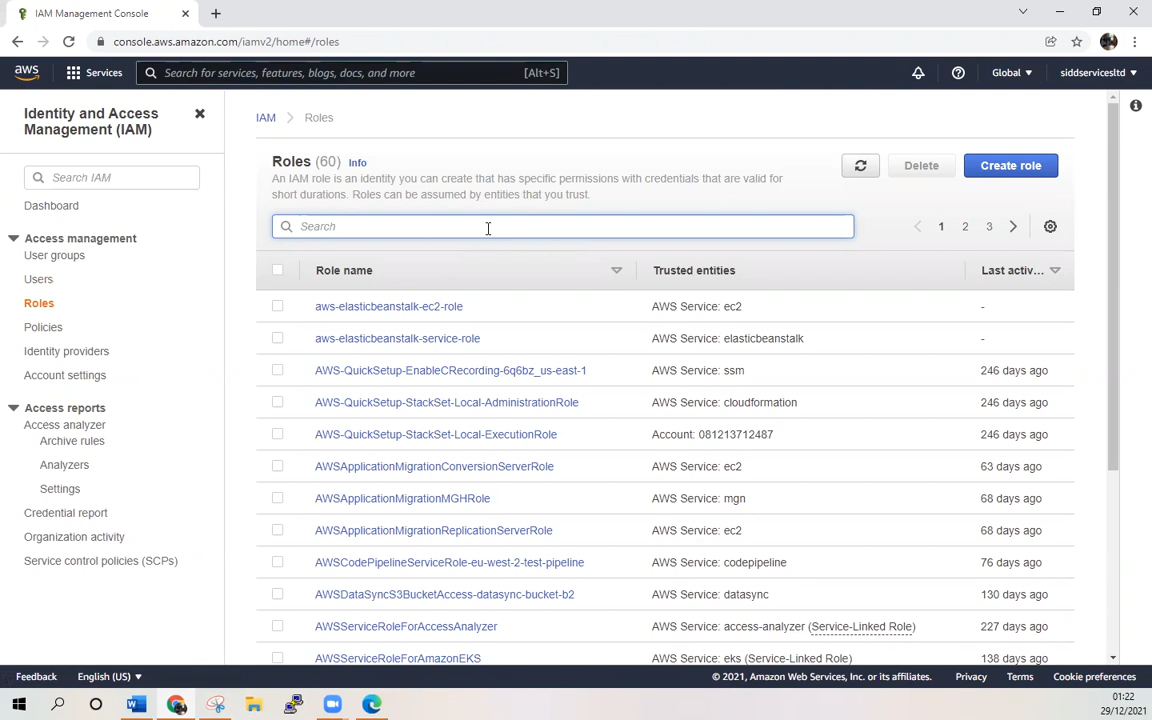 IAM Management Console
console.aws.amazon.com/iamv2/home#/roles
aws
Services
Search for services, features, blogs, docs, and more
[Alt+S]
Global
siddservicesltd
Identity and Access
Management (IAM)
Search IAM
Dashboard
Access management
User groups
Users
Roles
Policies
Identity providers
Account settings
Access reports
Access analyzer
Archive rules
Analyzers
Settings
Credential report
Organization activity
Service control policies (SCPs)
IAM
Roles
Roles (60) Info
An IAM role is an identity you can create that has specific permissions with credentials that are valid for
short durations. Roles can be assumed by entities that you trust.
Delete
Create role
Search
1 2 3
Role name Trusted entities Last activ...
aws-elasticbeanstalk-ec2-role AWS Service: ec2 -
aws-elasticbeanstalk-service-role AWS Service: elasticbeanstalk -
AWS-QuickSetup-EnableCRecording-6q6bz_us-east-1 AWS Service: ssm 246 days ago
AWS-QuickSetup-StackSet-Local-AdministrationRole AWS Service: cloudformation 246 days ago
AWS-QuickSetup-StackSet-Local-ExecutionRole Account: 081213712487 246 days ago
AWSApplicationMigrationConversionServerRole AWS Service: ec2 63 days ago
AWSApplicationMigrationMGHRole AWS Service: mgn 68 days ago
AWSApplicationMigrationReplicationServerRole AWS Service: ec2 68 days ago
AWSCodePipelineServiceRole-eu-west-2-test-pipeline AWS Service: codepipeline 76 days ago
AWSDataSyncS3BucketAccess-datasync-bucket-b2 AWS Service: datasync 130 days ago
AWSServiceRoleForAccessAnalyzer AWS Service: access-analyzer (Service-Linked Role) 227 days ago
AWSServiceRoleForAmazonEKS AWS Service: eks (Service-Linked Role) 138 days ago
Feedback English (US) © 2021, Amazon Web Services, Inc. or its affiliates. Privacy Terms Cookie preferences
01:22
29/12/2021